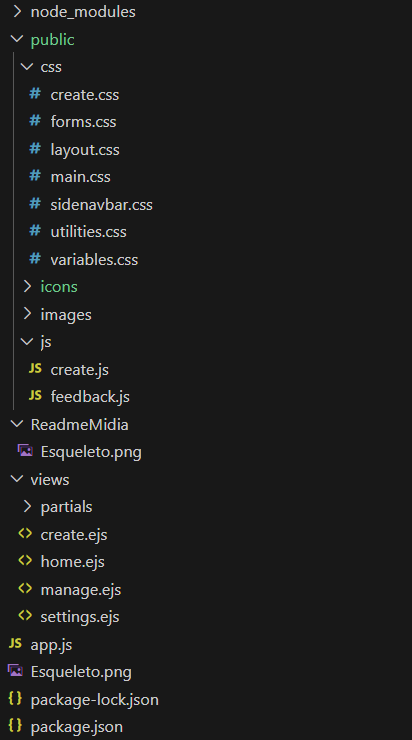 node_modules
public
css
# create.css
# forms.css
# layout.css
# main.css
# sidenavbar.css
# utilities.css
# variables.css
icons
images
js
JS create.js
JS feedback.js
ReadmeMidia
Esqueleto.png
views
partials
<> create.ejs
<> home.ejs
<> manage.ejs
<> settings.ejs
JS app.js
Esqueleto.png
{} package-lock.json
{} package.json